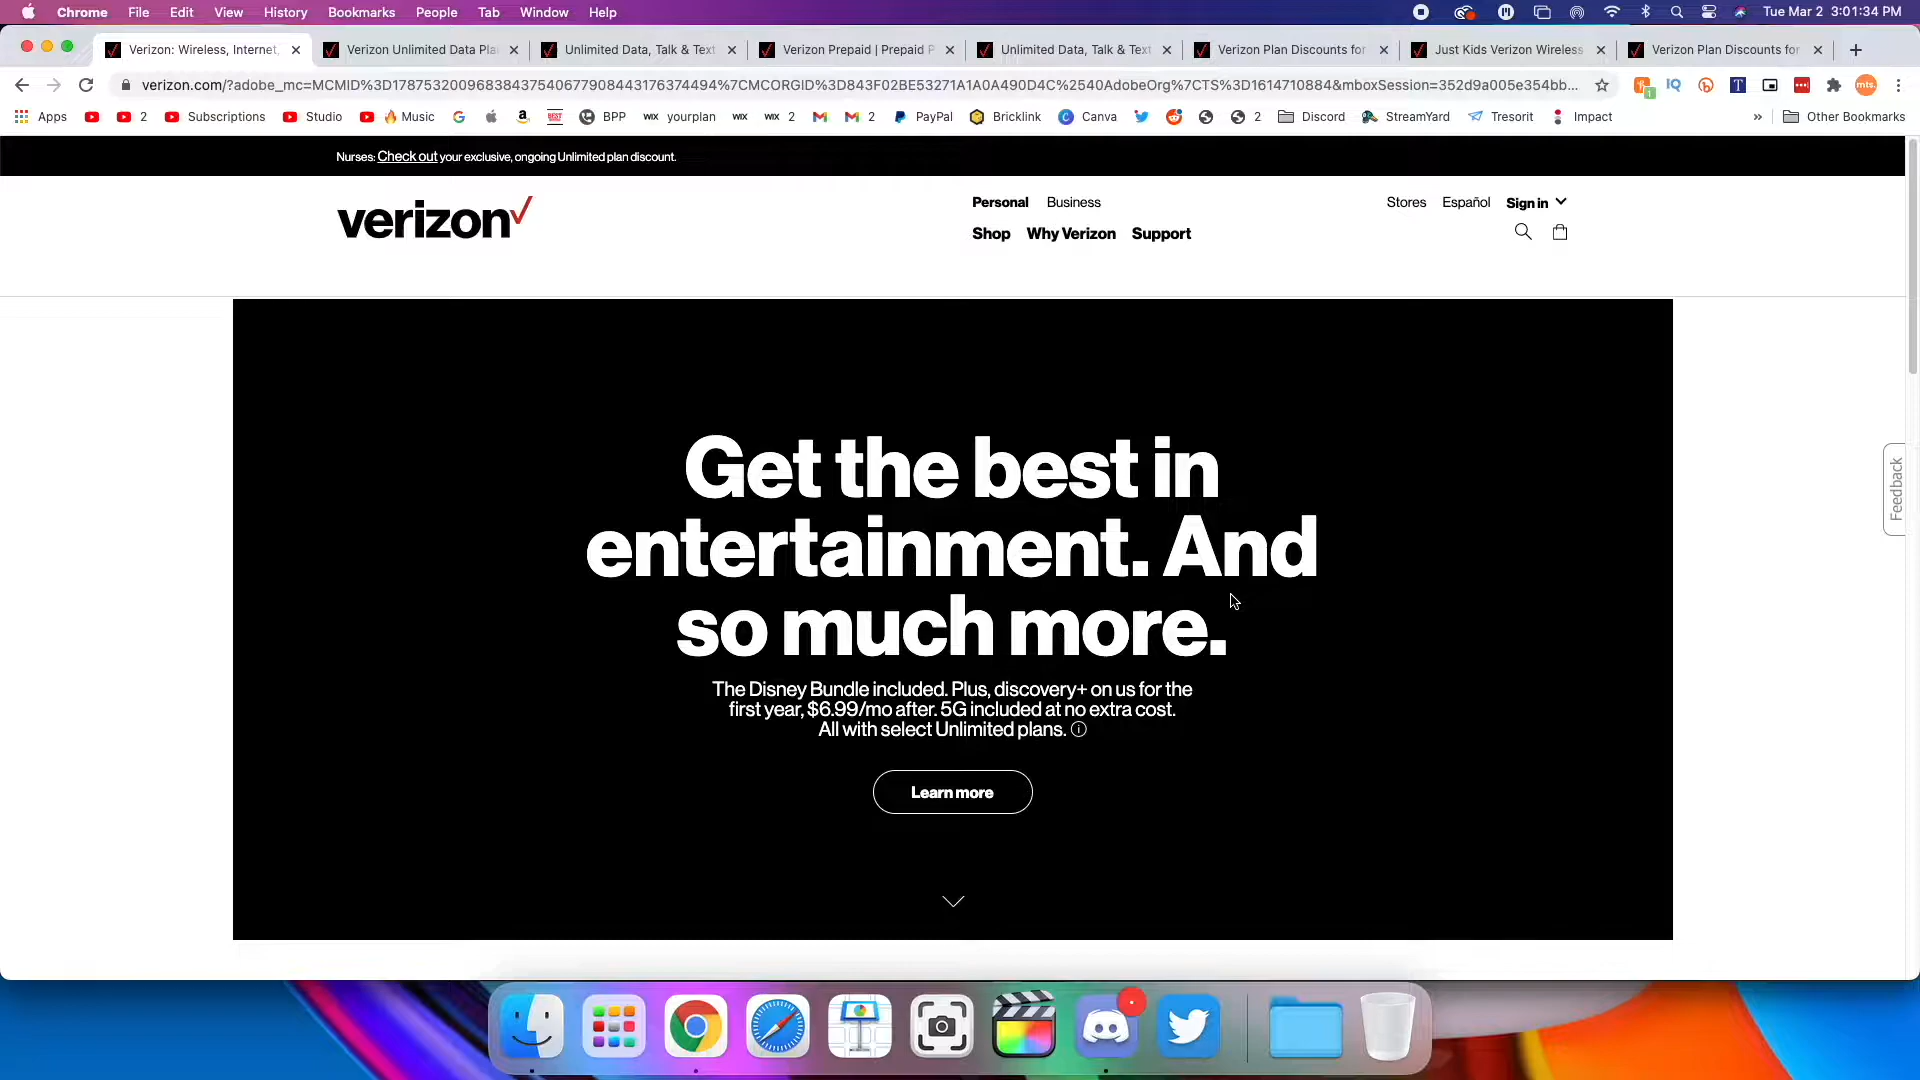 Chrome File Edit View History Bookmarks People Tab Window Help Tue Mar 2 3:01:34 PM
Verizon: Wireless, Internet, Verizon Unlimited Data Pla Unlimited Data, Talk & Text Verizon Prepaid | Prepaid P Unlimited Data, Talk & Text Verizon Plan Discounts for Just Kids Verizon Wireless Verizon Plan Discounts for
verizon.com/?adobe_mc=MCMID%3D17875320096838437540677908443176374494%7CMCORGID%3D843F02BE53271A1A0A490D4C%2540AdobeOrg%7CTS%3D1614710884&mboxSession=352d9a005e354bb...
Apps 2 Subscriptions Studio Music BPP yourplan 2 2 PayPal Bricklink Canva 2 Discord StreamYard Tresorit Impact » Other Bookmarks
Nurses: Check out your exclusive, ongoing Unlimited plan discount.
verizon
Personal Business Stores Español Sign in
Shop Why Verizon Support
Get the best in
entertainment. And
so much more.
The Disney Bundle included. Plus, discovery+ on us for the
first year, $6.99/mo after. 5G included at no extra cost.
All with select Unlimited plans.
Learn more
Feedback